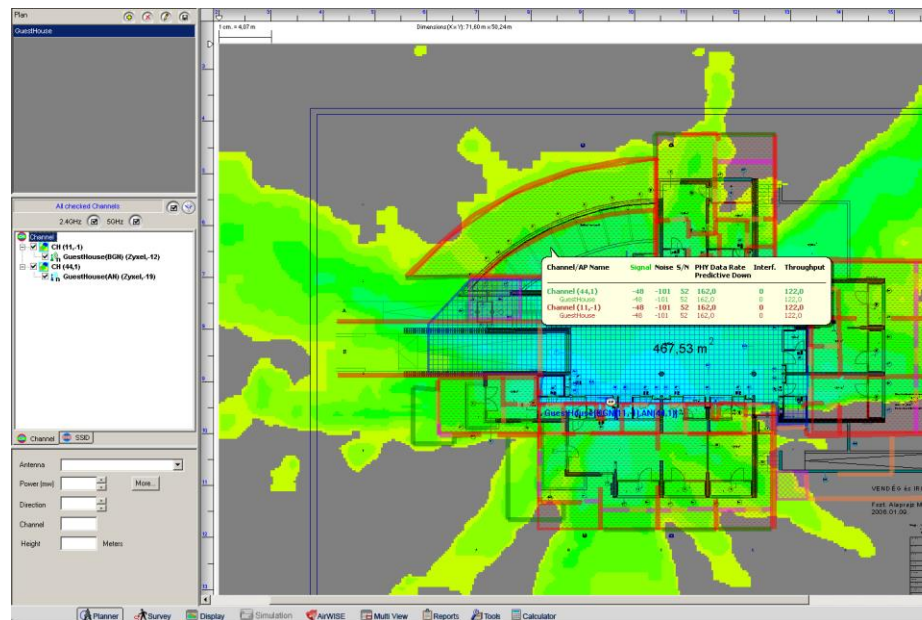 Plan
GuestHouse
1 cm. = 4,07 m
Dimensions (X x Y): 71,60 m x 50,24 m
All checked Channels
2.4GHz 5GHz
Channel
CH (11,-1)
GuestHouse(BGN) (Zyxel,-12)
CH (44,1)
GuestHouse(AN) (Zyxel,-19)
Channel SSID
Antenna
Power (mw) More...
Direction
Channel
Height Meters
Channel/AP Name Signal Noise S/N PHY Data Rate Interf. Throughput
Predictive Down
Channel (44,1) -48 -101 52 162,0 0 122,0
GuestHouse -48 -101 52 162,0 0 122,0
Channel (11,-1) -48 -101 52 162,0 0 122,0
GuestHouse -48 -101 52 162,0 0 122,0
467,53 m²
2008.01.09.
Planner Survey Display Simulation AirWISE Multi View Reports Tools Calculator